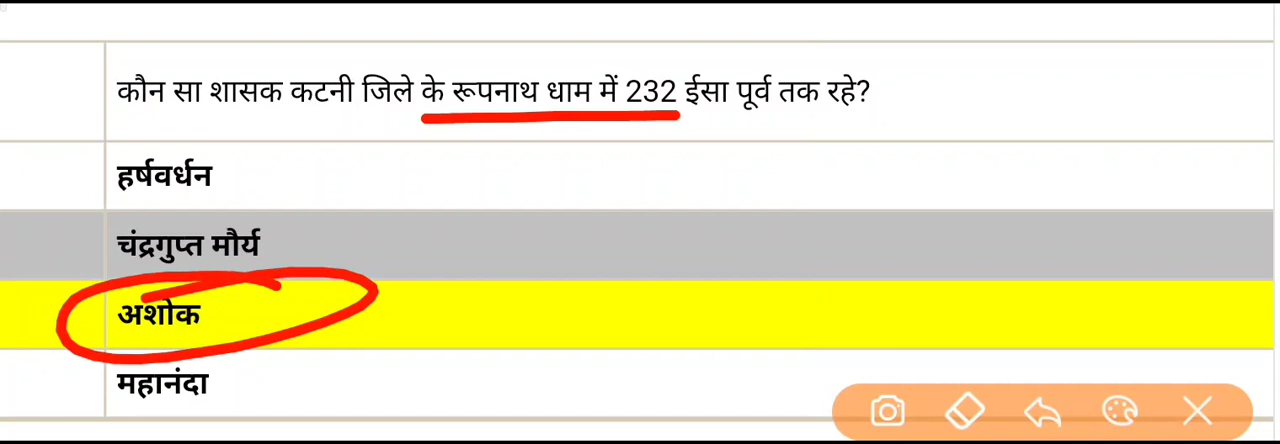 कौन सा शासक कटनी जिले के रूपनाथ धाम में 232 ईसा पूर्व तक रहे?
हर्षवर्धन
चंद्रगुप्त मौर्य
अशोक
महानंदा